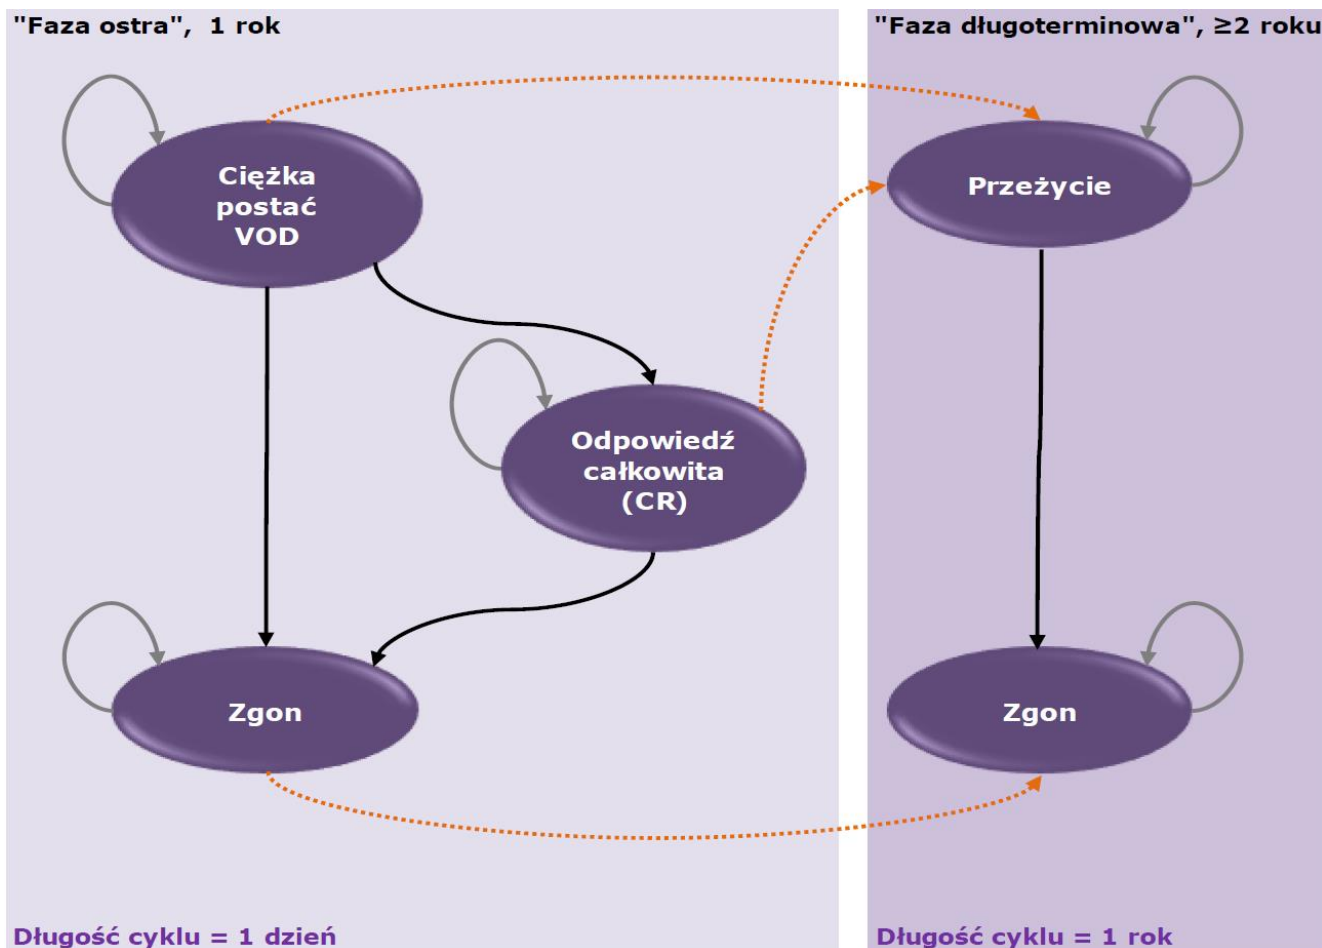 "Faza ostra",  1 rok
Ciężka
postać
VOD
Odpowiedź
całkowita
(CR)
Zgon
Długość cyklu = 1 dzień
"Faza długoterminowa", ≥2 roku
Przeżycie
Zgon
Długość cyklu = 1 rok